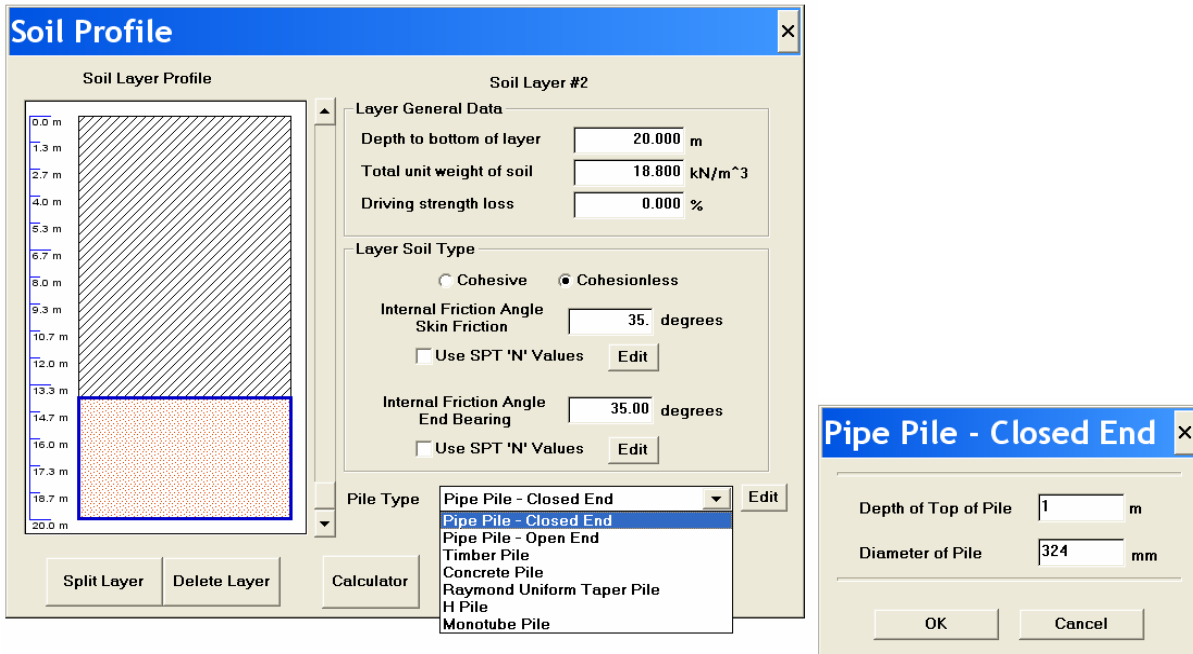 Soil Profile
×
Soil Layer Profile
0.0 m
1.3 m
2.7 m
4.0 m
5.3 m
6.7 m
8.0 m
9.3 m
10.7 m
12.0 m
13.3 m
14.7 m
16.0 m
17.3 m
18.7 m
20.0 m
Split Layer
Delete Layer
Soil Layer #2
Layer General Data
Depth to bottom of layer 20.000 m
Total unit weight of soil 18.800 kN/m^3
Driving strength loss 0.000 %
Layer Soil Type
Cohesive Cohesionless
Internal Friction Angle
Skin Friction
35. degrees
Use SPT 'N' Values Edit
Internal Friction Angle
End Bearing
35.00 degrees
Use SPT 'N' Values Edit
Pile Type Pipe Pile - Closed End Edit
Pipe Pile - Closed End
Pipe Pile - Open End
Timber Pile
Concrete Pile
Raymond Uniform Taper Pile
H Pile
Monotube Pile
Calculator
Pipe Pile - Closed End
×
Depth of Top of Pile 1 m
Diameter of Pile 324 mm
OK Cancel